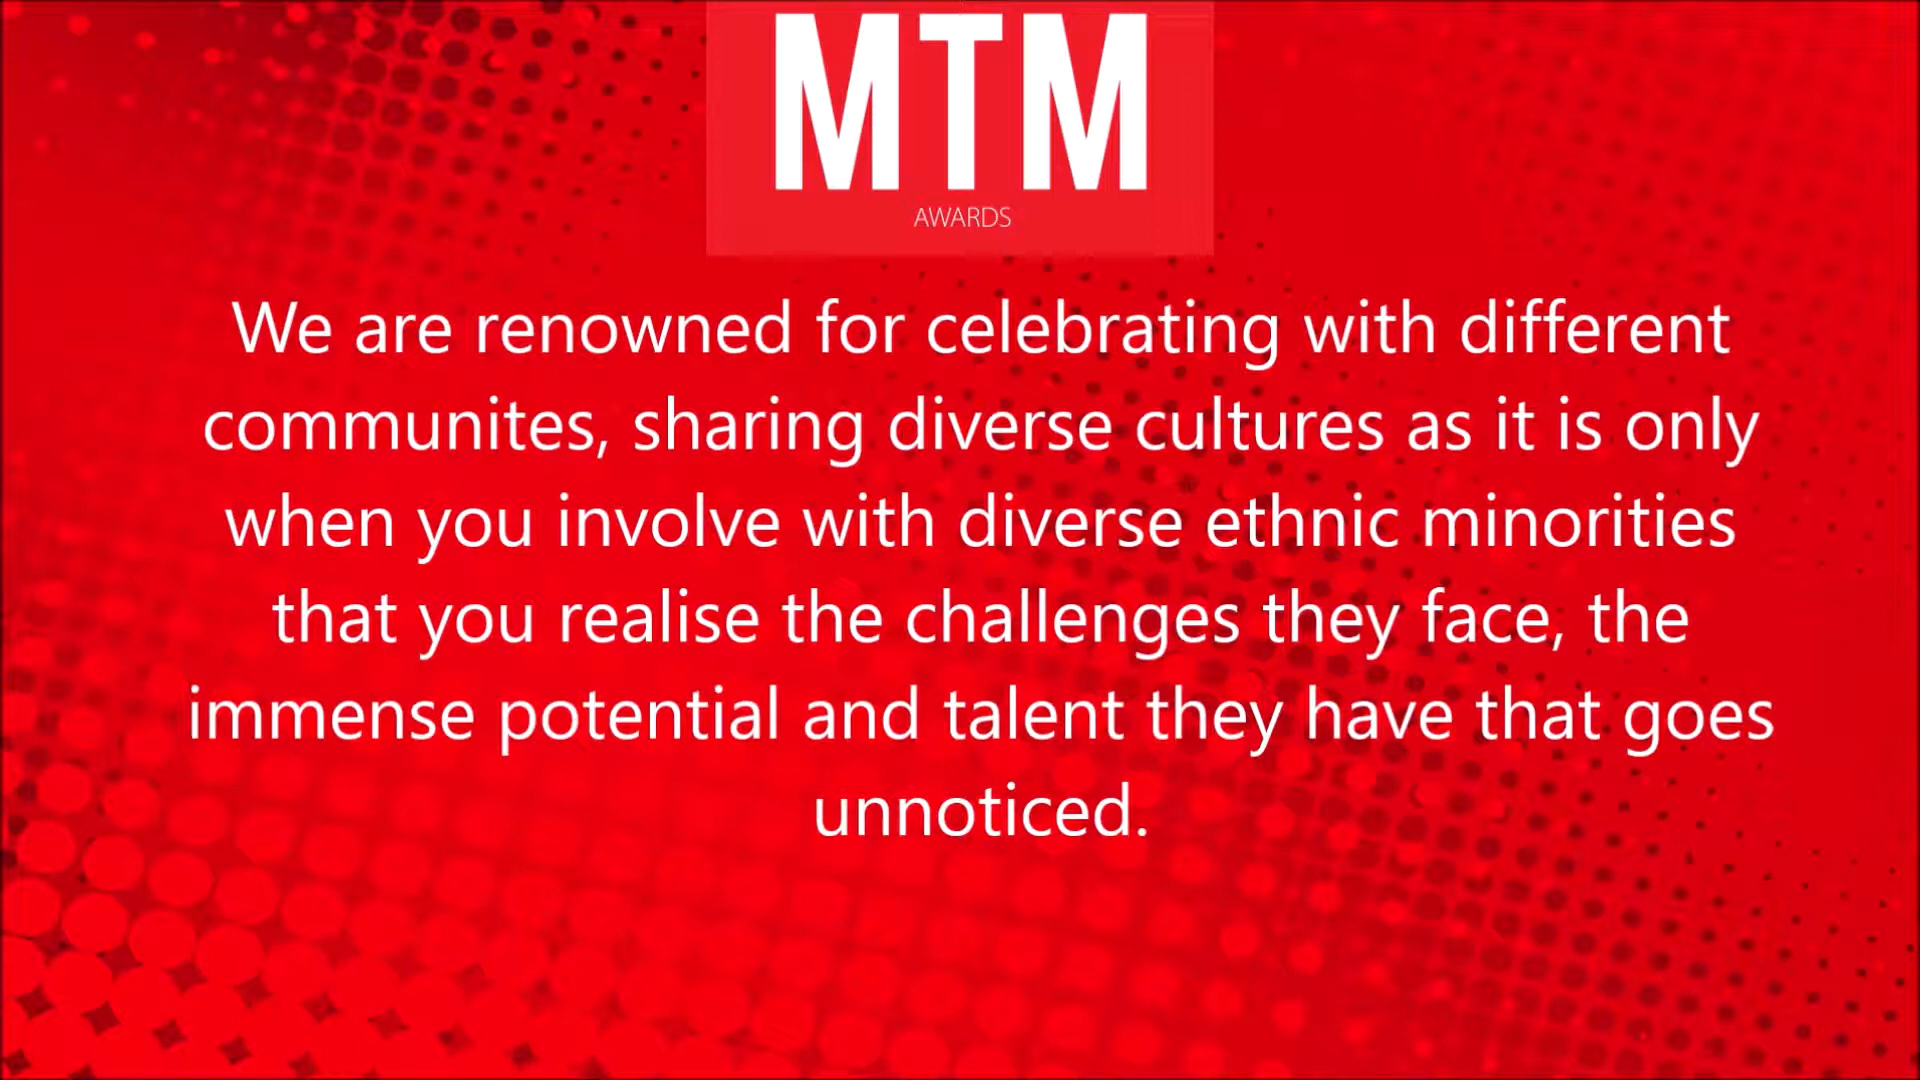 MTM
AWARDS
We are renowned for celebrating with different
communites, sharing diverse cultures as it is only
when you involve with diverse ethnic minorities
that you realise the challenges they face, the
immense potential and talent they have that goes
unnoticed.